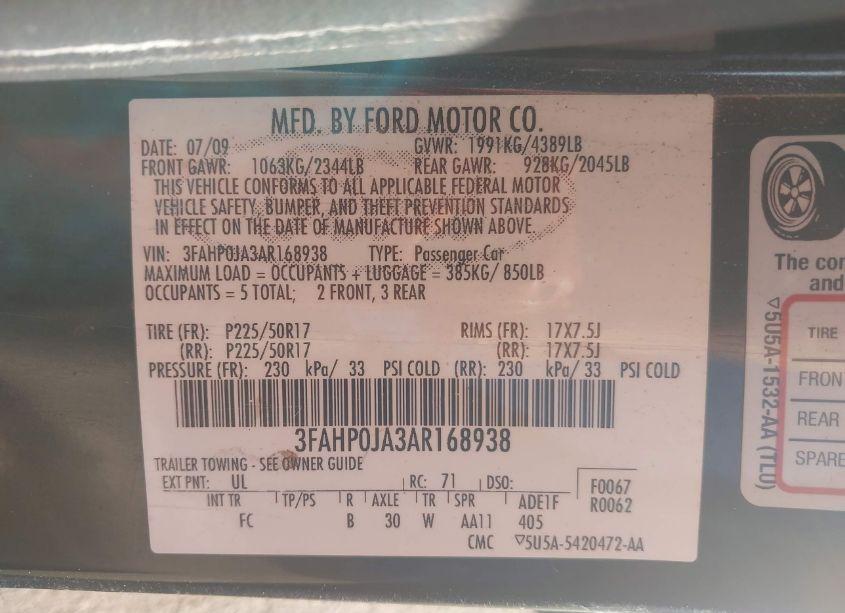 MFD. BY FORD MOTOR CO.
DATE: 07/09 GVWR: 1991KG/4389LB
FRONT GAWR: 1063KG/2344LB REAR GAWR: 928KG/2045LB
THIS VEHICLE CONFORMS TO ALL APPLICABLE FEDERAL MOTOR
VEHICLE SAFETY, BUMPER, AND THEFT PREVENTION STANDARDS
IN EFFECT ON THE DATE OF MANUFACTURE SHOWN ABOVE.
VIN: 3FAHP0JA3AR168938 TYPE: Passenger Car
MAXIMUM LOAD = OCCUPANTS + LUGGAGE = 385KG/ 850LB
OCCUPANTS = 5 TOTAL; 2 FRONT, 3 REAR
TIRE (FR): P225/50R17 RIMS (FR): 17X7.5J
(RR): P225/50R17 (RR): 17X7.5J
PRESSURE (FR): 230 kPa/ 33 PSI COLD (RR): 230 kPa/ 33 PSI COLD
3FAHP0JA3AR168938
TRAILER TOWING - SEE OWNER GUIDE
EXT PNT: UL RC: 71 DSO: F0067
R0062
INT TR TP/PS R AXLE TR SPR ADE1F
FC B 30 W AA11 405
CMC ▽5U5A-5420472-AA
The co
and
▽5U5A-1532-AA (TL0)
TIRE
FRON
REAR
SPARE